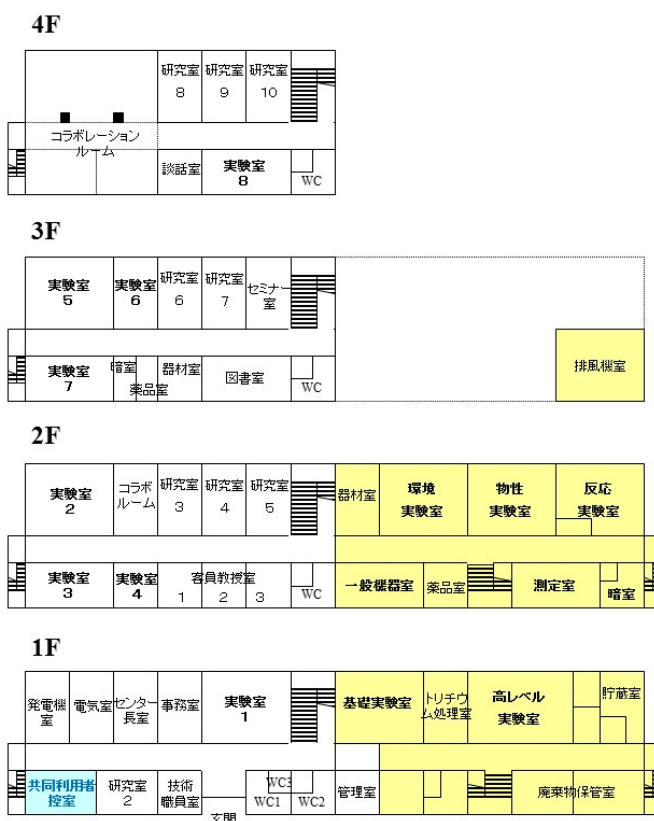 4F
研究室 研究室 研究室
8 9 10
コラボレーション
ルーム
談話室 実験室
8
WC
3F
実験室 実験室 研究室 研究室 セミナー
5 6 6 7 室
排風機室
実験室 暗室 器材室 図書室
7 薬品室 WC
2F
実験室 コラボ 研究室 研究室 研究室 器材室 環境 物性 反応
2 ルーム 3 4 5 実験室 実験室 実験室
実験室 実験室 客員教授室 一般機器室 薬品室 測定室
3 4 1 2 3 WC 暗室
1F
発電機 電気室 センター 事務室 実験室 基礎実験室 トリチウ 高レベル 貯蔵室
室 長室 1 ム処理室 実験室
共同利用者 研究室 技術 WC3 管理室 廃棄物保管室
控室 2 職員室 WC1 WC2
玄関